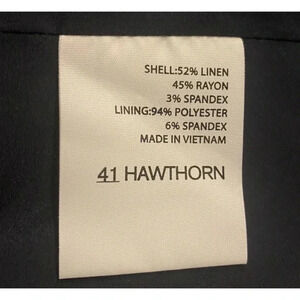 SHELL:52% LINEN
45% RAYON
3% SPANDEX
LINING:94% POLYESTER
6% SPANDEX
MADE IN VIETNAM
41 HAWTHORN